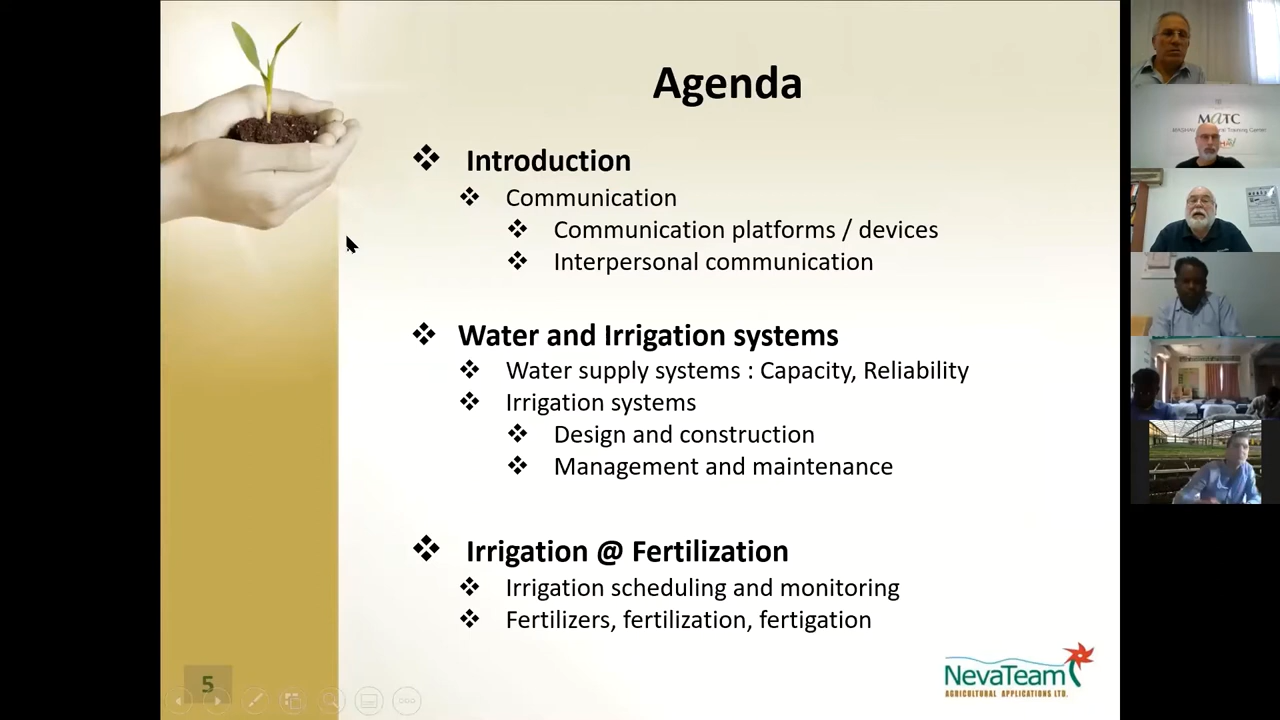 Agenda
Introduction
Communication
Communication platforms / devices
Interpersonal communication
Water and Irrigation systems
Water supply systems : Capacity, Reliability
Irrigation systems
Design and construction
Management and maintenance
Irrigation @ Fertilization
Irrigation scheduling and monitoring
Fertilizers, fertilization, fertigation
5
NevaTeam
AGRICULTURAL APPLICATIONS LTD.
MATC
Training Center